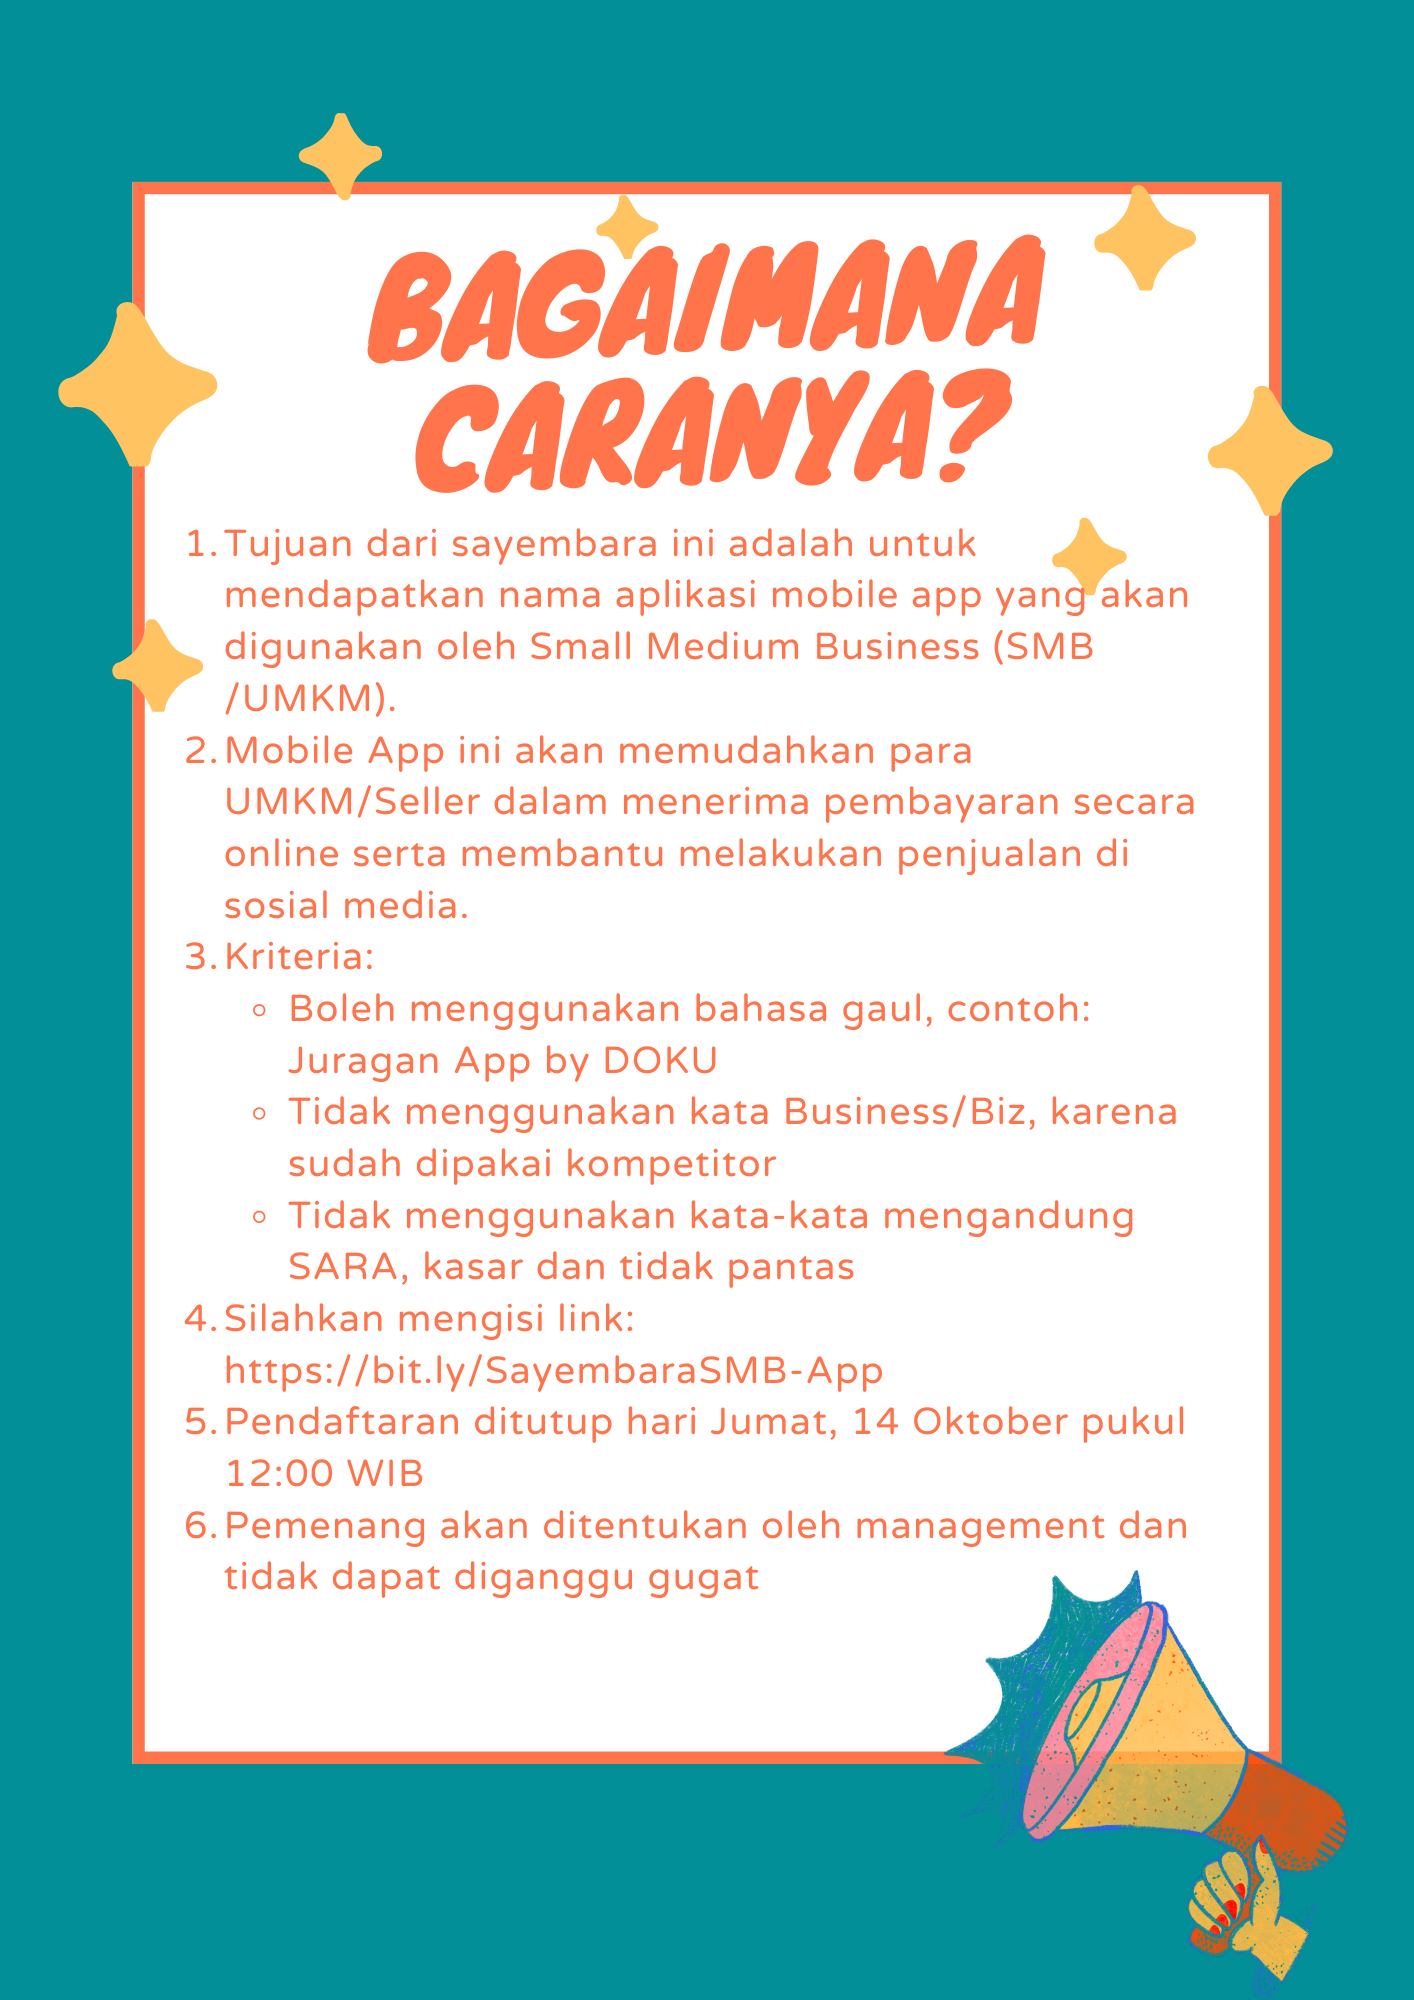 BAGAIMANA
CARANYA?
1. Tujuan dari sayembara ini adalah untuk
mendapatkan nama aplikasi mobile app yang akan
digunakan oleh Small Medium Business (SMB
/UMKM).
2. Mobile App ini akan memudahkan para
UMKM/Seller dalam menerima pembayaran secara
online serta membantu melakukan penjualan di
sosial media.
3. Kriteria:
◦ Boleh menggunakan bahasa gaul, contoh:
Juragan App by DOKU
◦ Tidak menggunakan kata Business/Biz, karena
sudah dipakai kompetitor
◦ Tidak menggunakan kata-kata mengandung
SARA, kasar dan tidak pantas
4. Silahkan mengisi link:
https://bit.ly/SayembaraSMB-App
5. Pendaftaran ditutup hari Jumat, 14 Oktober pukul
12:00 WIB
6. Pemenang akan ditentukan oleh management dan
tidak dapat diganggu gugat